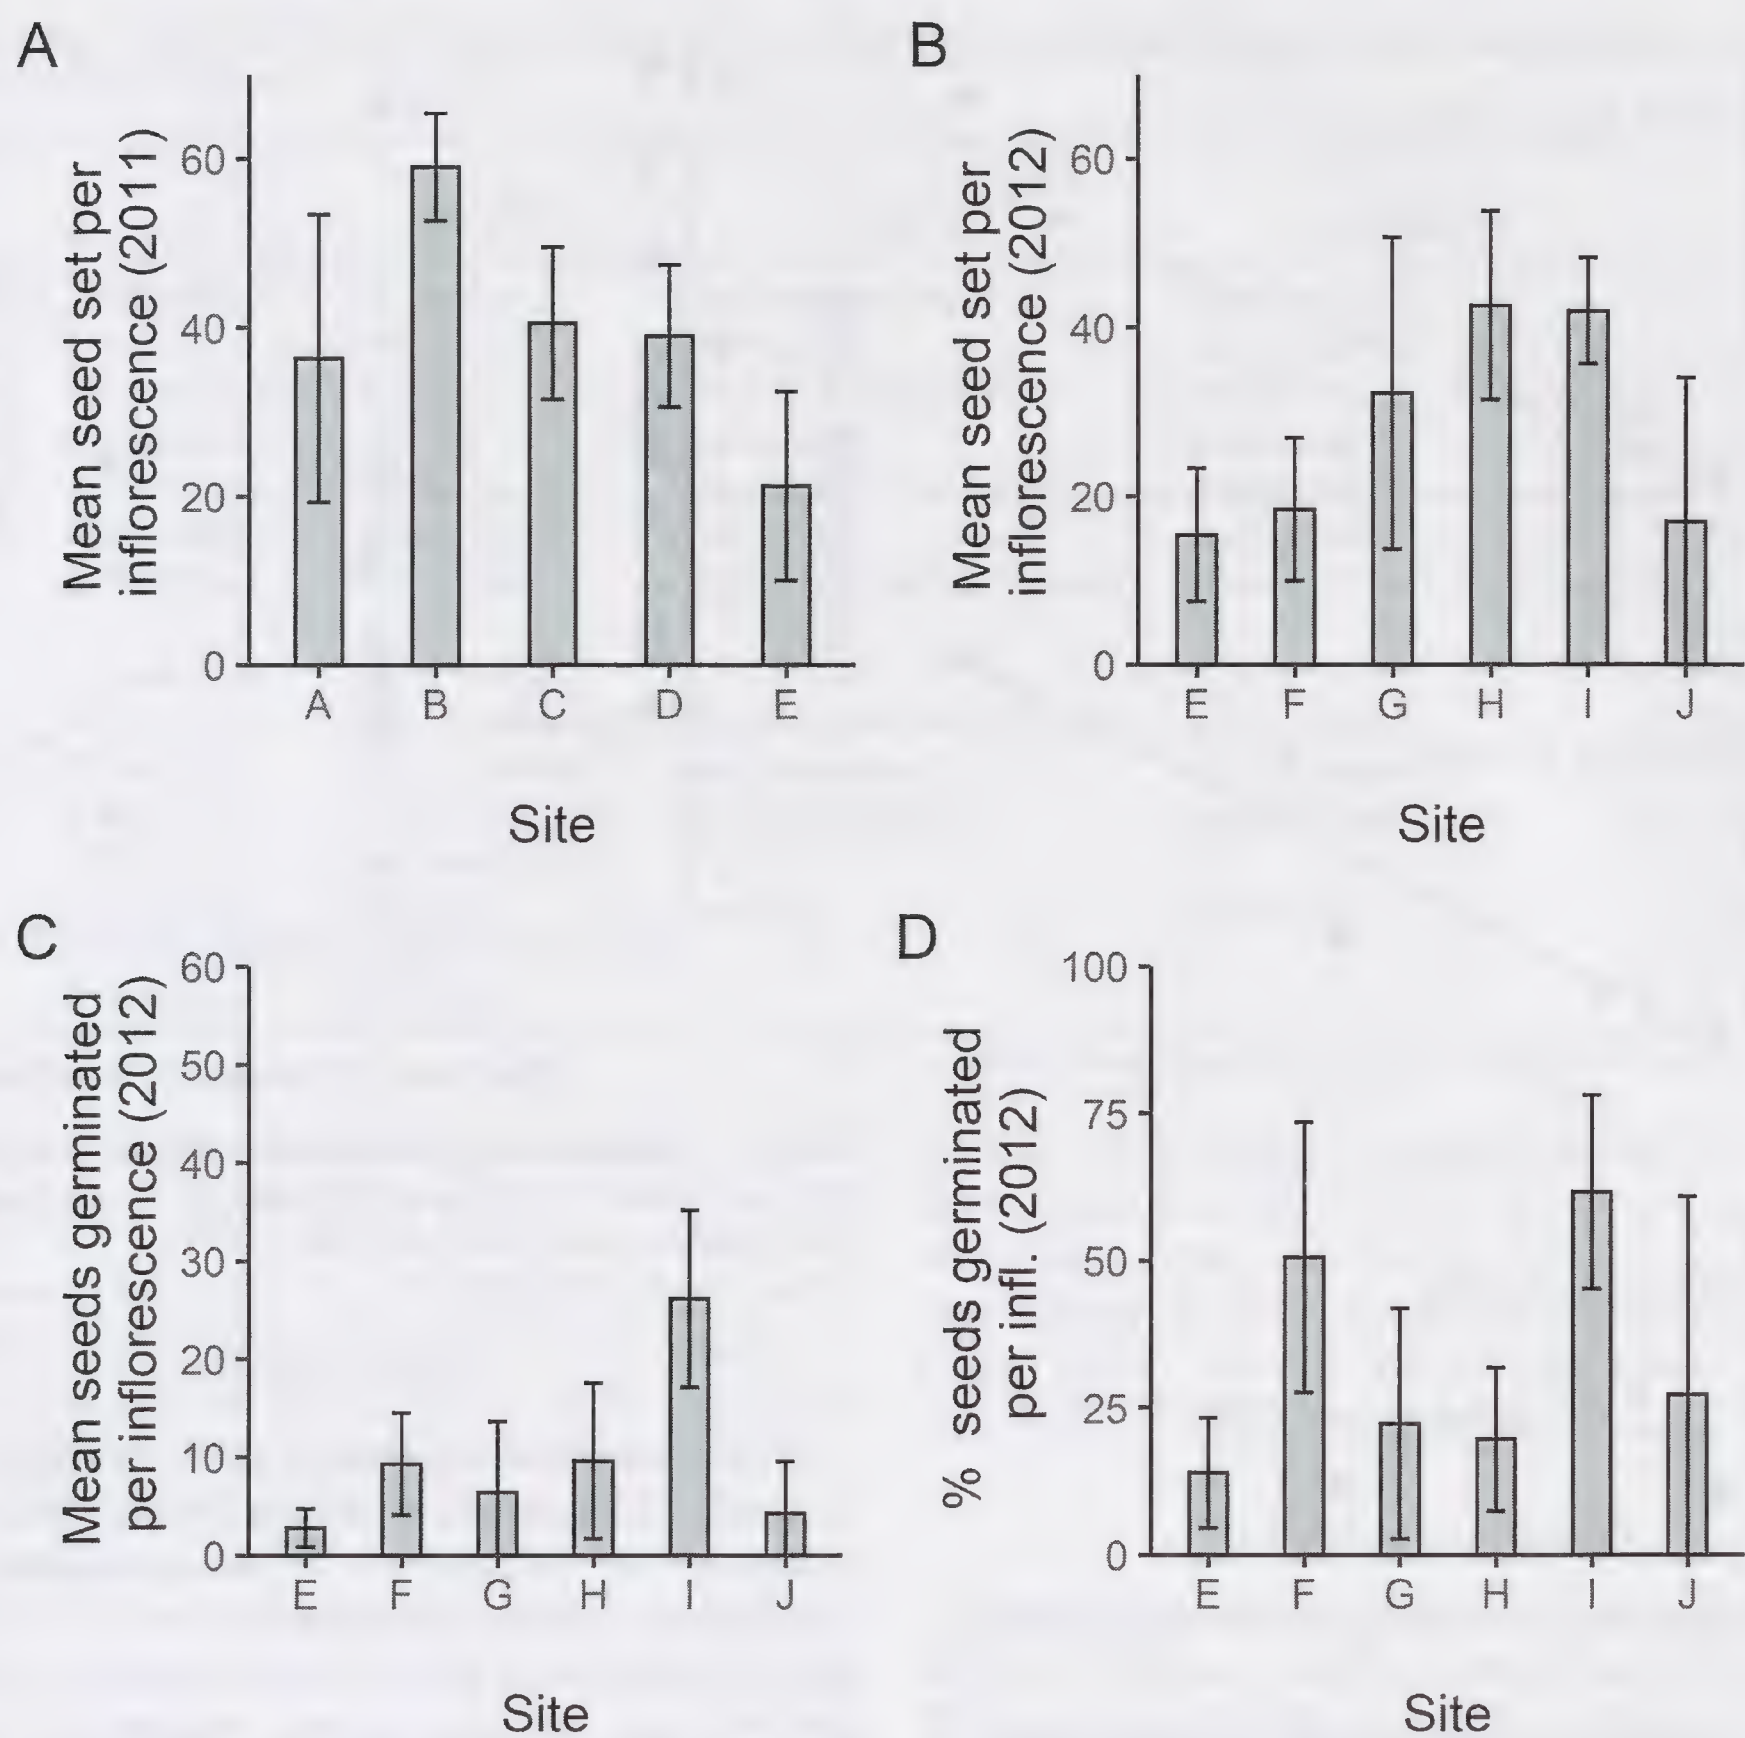 A
Mean seed set per
inflorescence (2011)
60
40
20
0
A B C D E
Site
B
Mean seed set per
inflorescence (2012)
60
40
20
0
E F G H I J
Site
C
Mean seeds germinated
per inflorescence (2012)
60
50
40
30
20
10
0
E F G H I J
Site
D
% seeds germinated
per infl. (2012)
100
75
50
25
0
E F G H I J
Site